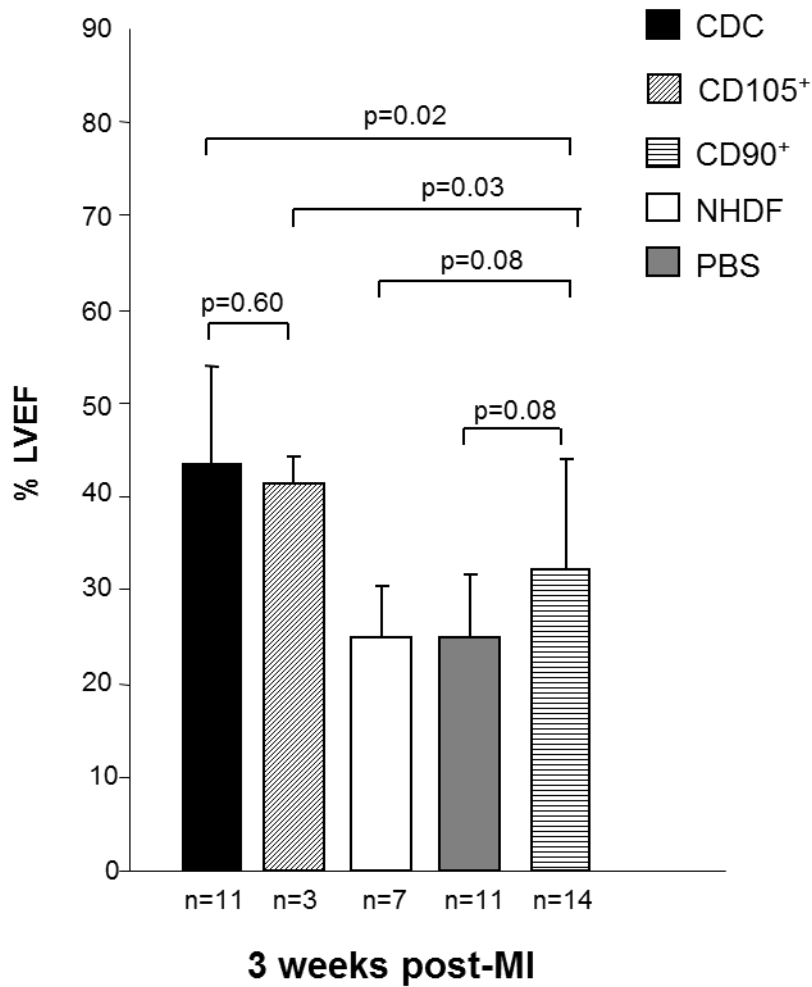 90
80
70
60
50
40
30
20
10
0
% LVEF
CDC
CD105⁺
CD90⁺
NHDF
PBS
p=0.02
p=0.03
p=0.08
p=0.60
p=0.08
n=11 n=3 n=7 n=11 n=14
3 weeks post-MI